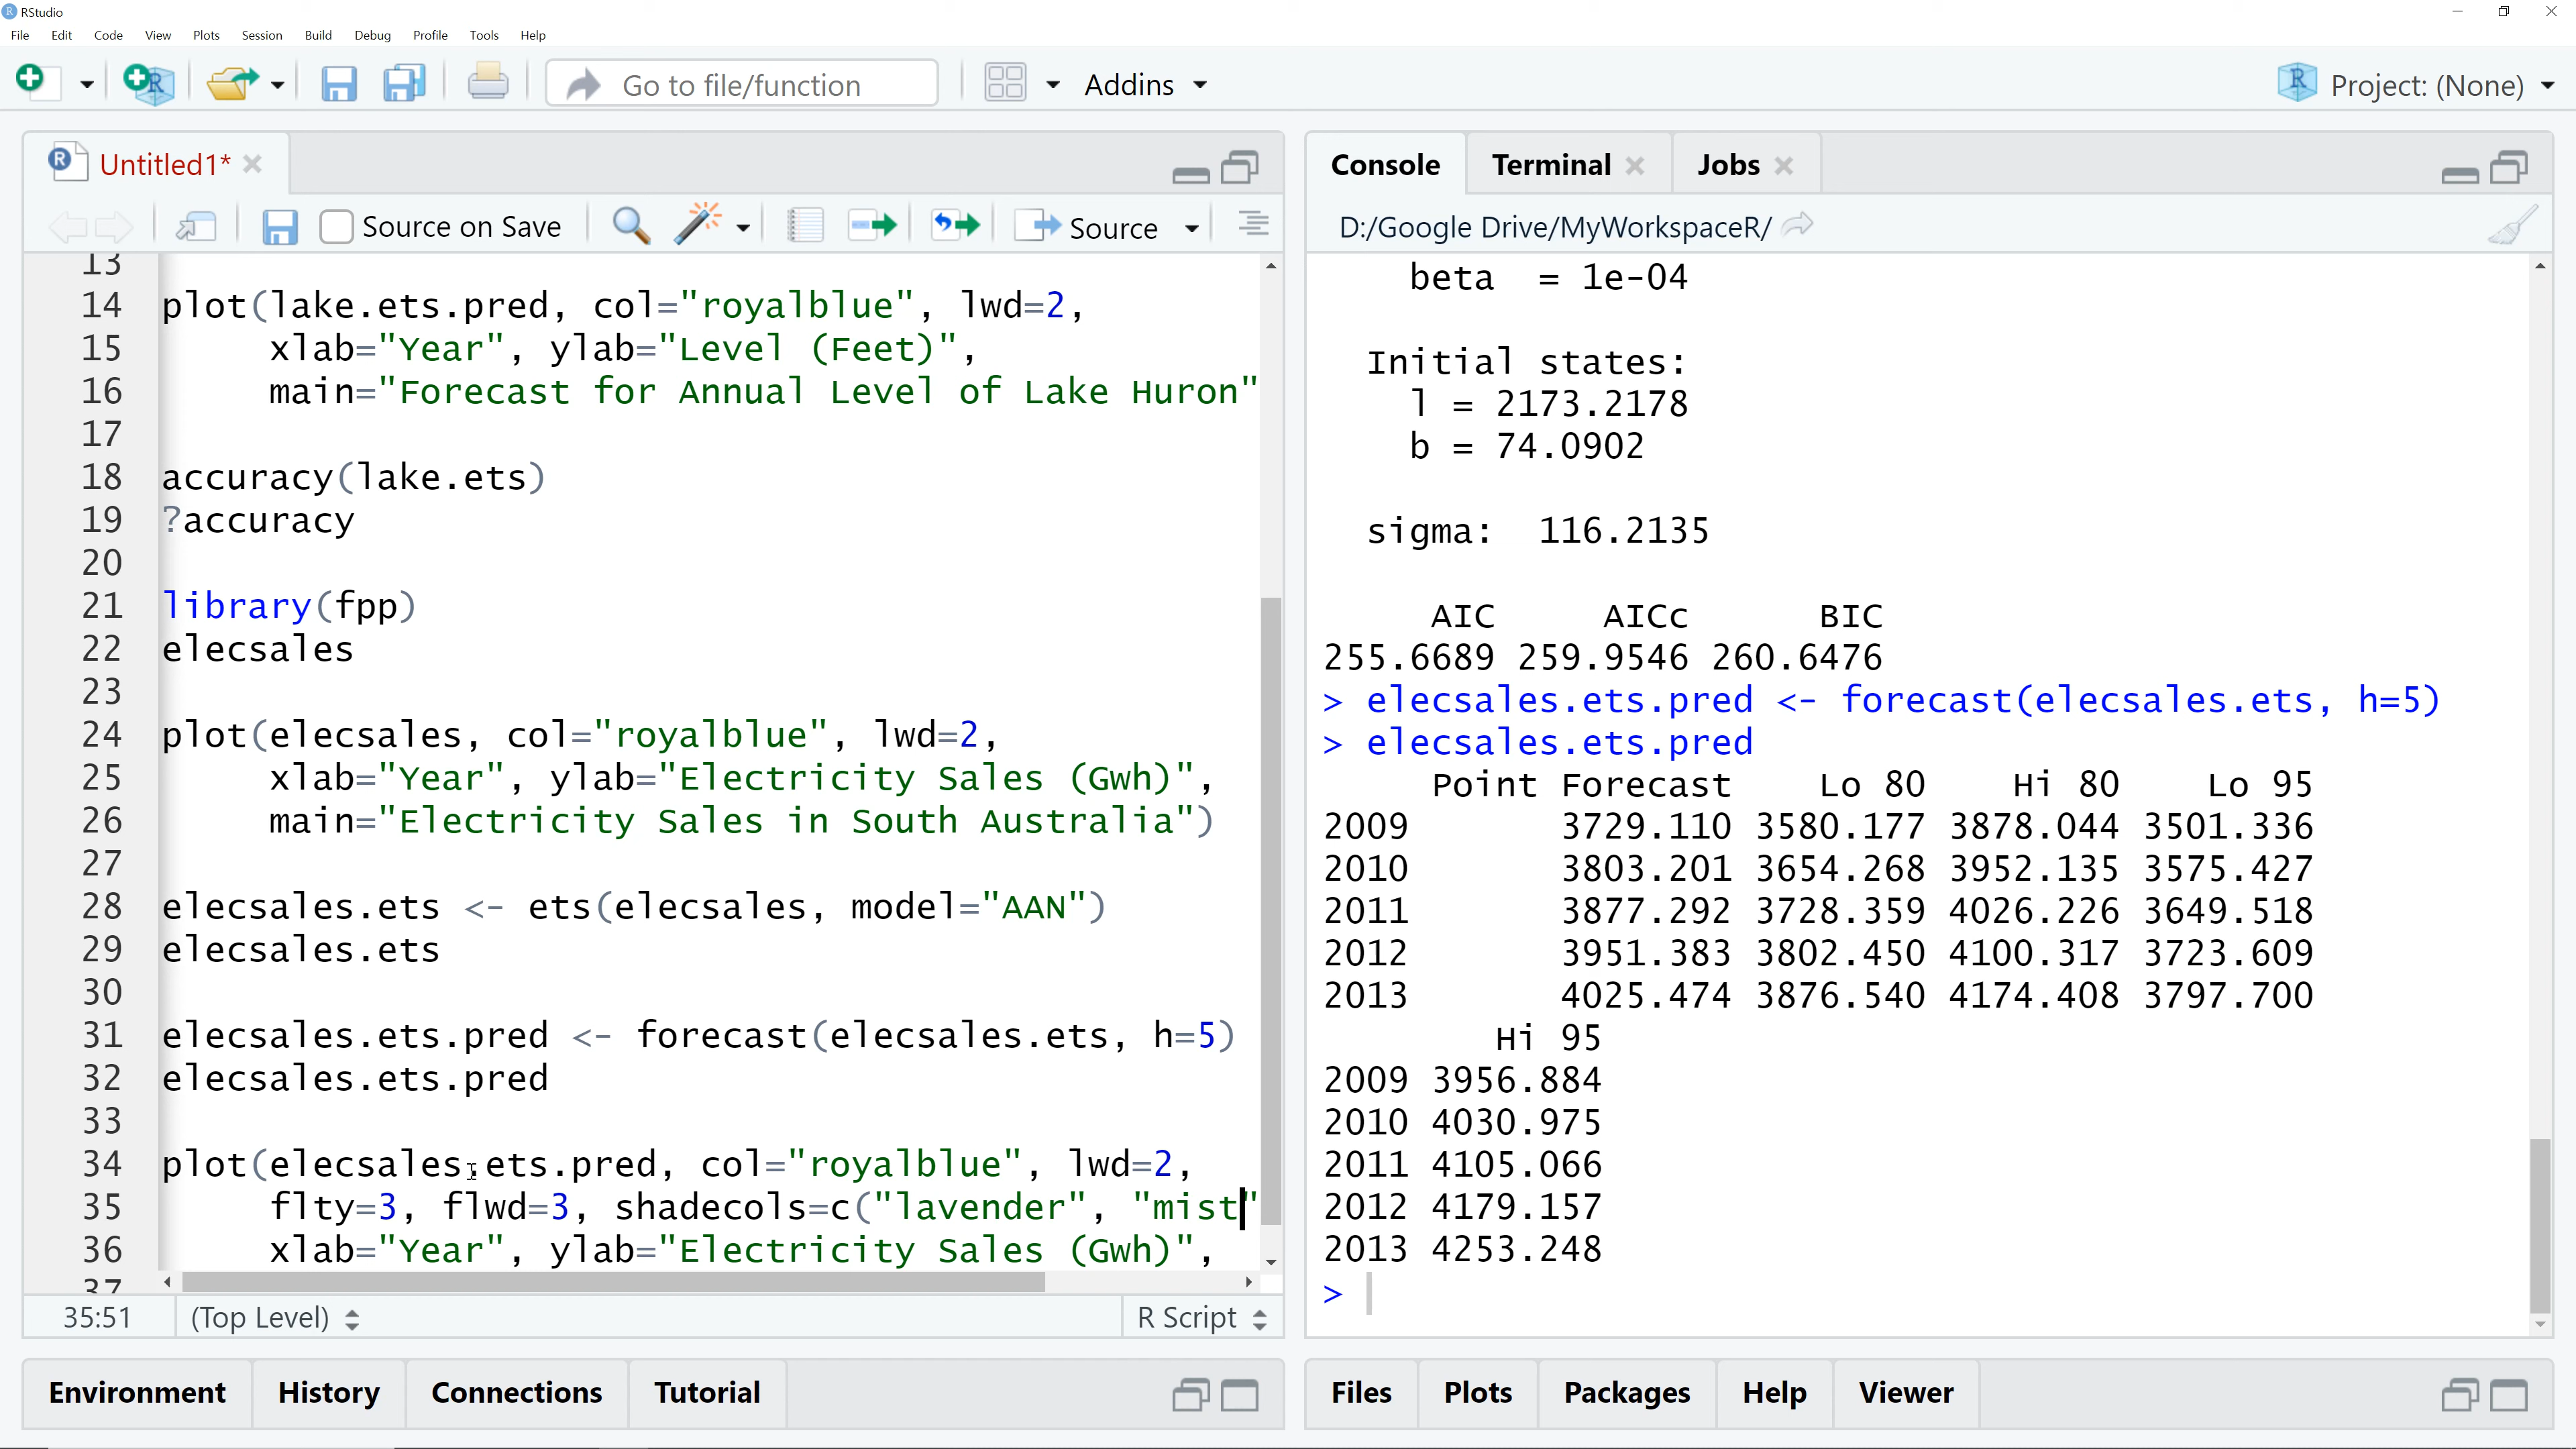 RStudio
File Edit Code View Plots Session Build Debug Profile Tools Help
Go to file/function Addins Project: (None)
Untitled1*
Source on Save Source
13
14 plot(lake.ets.pred, col="royalblue", lwd=2,
15 xlab="Year", ylab="Level (Feet)",
16 main="Forecast for Annual Level of Lake Huron"
17
18 accuracy(lake.ets)
19 ?accuracy
20
21 library(fpp)
22 elecsales
23
24 plot(elecsales, col="royalblue", lwd=2,
25 xlab="Year", ylab="Electricity Sales (Gwh)",
26 main="Electricity Sales in South Australia")
27
28 elecsales.ets <- ets(elecsales, model="AAN")
29 elecsales.ets
30
31 elecsales.ets.pred <- forecast(elecsales.ets, h=5)
32 elecsales.ets.pred
33
34 plot(elecsales.ets.pred, col="royalblue", lwd=2,
35 flty=3, flwd=3, shadecols=c("lavender", "mist"
36 xlab="Year", ylab="Electricity Sales (Gwh)",
37
35:51 (Top Level) R Script
Environment History Connections Tutorial
Console Terminal Jobs
D:/Google Drive/MyWorkspaceR/
beta = 1e-04
Initial states:
l = 2173.2178
b = 74.0902
sigma: 116.2135
AIC AICc BIC
255.6689 259.9546 260.6476
> elecsales.ets.pred <- forecast(elecsales.ets, h=5)
> elecsales.ets.pred
Point Forecast Lo 80 Hi 80 Lo 95
2009 3729.110 3580.177 3878.044 3501.336
2010 3803.201 3654.268 3952.135 3575.427
2011 3877.292 3728.359 4026.226 3649.518
2012 3951.383 3802.450 4100.317 3723.609
2013 4025.474 3876.540 4174.408 3797.700
Hi 95
2009 3956.884
2010 4030.975
2011 4105.066
2012 4179.157
2013 4253.248
>
Files Plots Packages Help Viewer